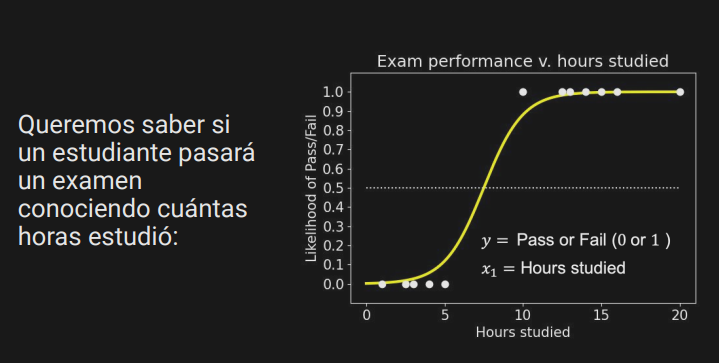 Queremos saber si
un estudiante pasará
un examen
conociendo cuántas
horas estudió:
Exam performance v. hours studied
Likelihood of Pass/Fail
1.0
0.9
0.8
0.7
0.6
0.5
0.4
0.3
0.2
0.1
0.0
y = Pass or Fail (0 or 1 )
x₁ = Hours studied
0 5 10 15 20
Hours studied